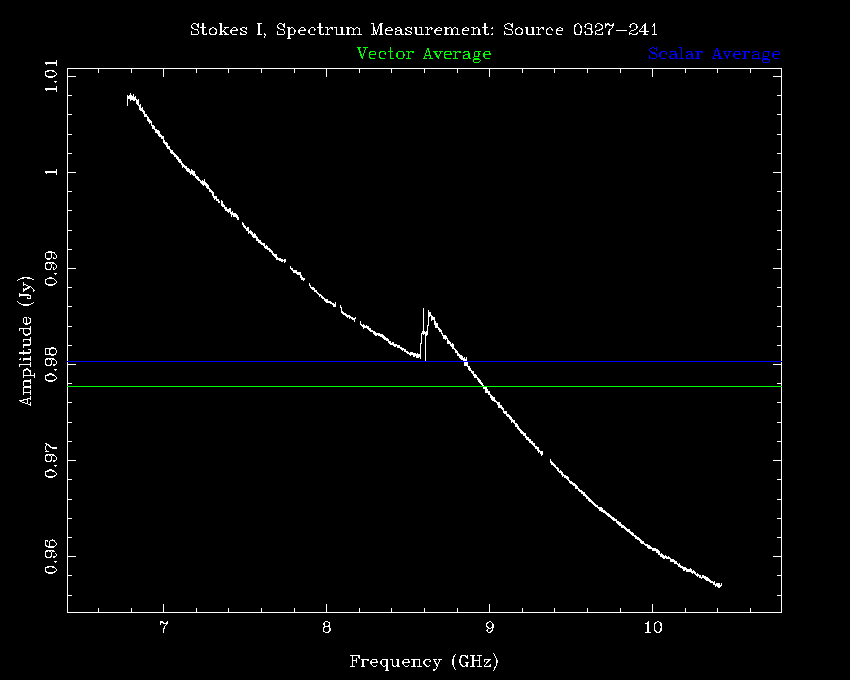 Stokes I, Spectrum Measurement: Source 0327-241
Vector Average
Scalar Average
1.01
1
0.99
0.98
0.97
0.96
Amplitude (Jy)
7
8
9
10
Frequency (GHz)